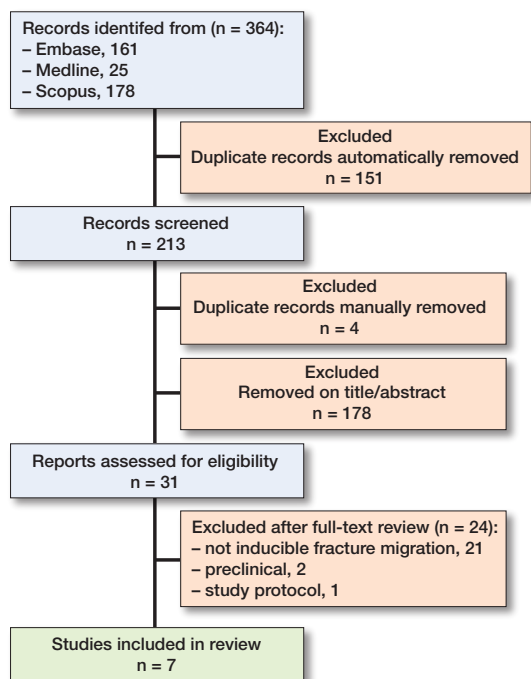 Records identifed from (n = 364):
– Embase, 161
– Medline, 25
– Scopus, 178
Excluded
Duplicate records automatically removed
n = 151
Records screened
n = 213
Excluded
Duplicate records manually removed
n = 4
Excluded
Removed on title/abstract
n = 178
Reports assessed for eligibility
n = 31
Excluded after full-text review (n = 24):
– not inducible fracture migration, 21
– preclinical, 2
– study protocol, 1
Studies included in review
n = 7